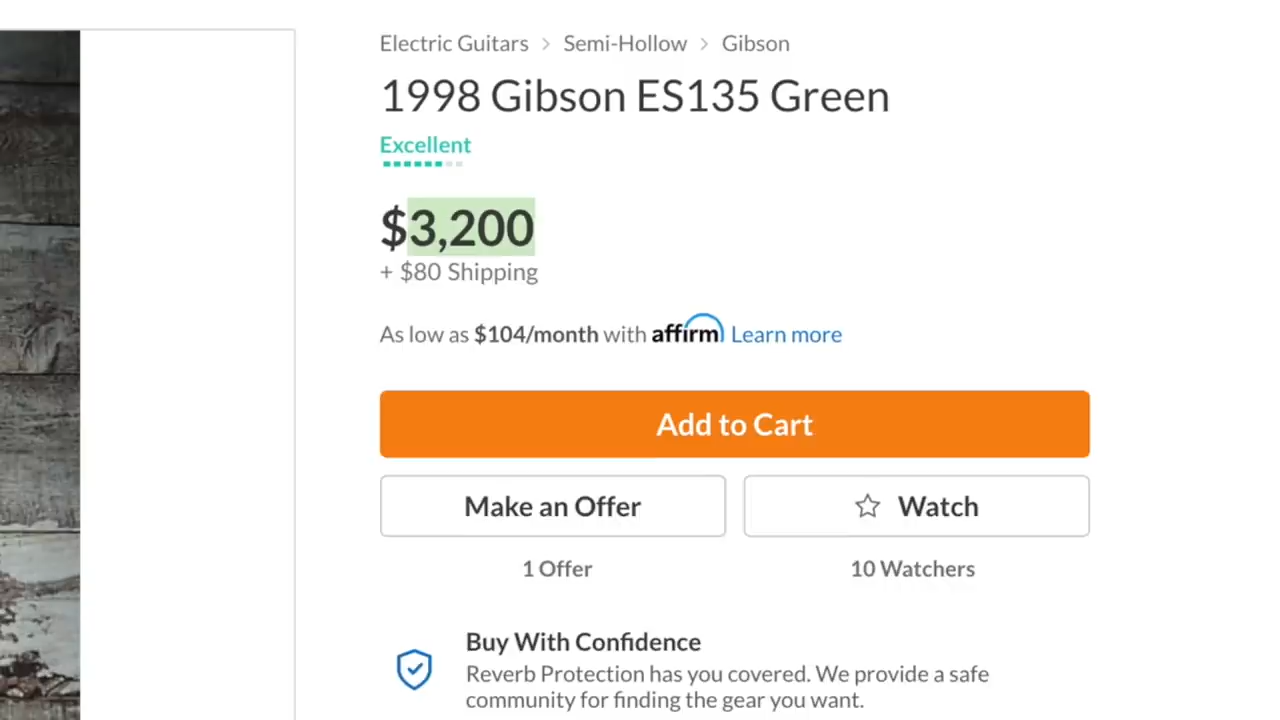 Electric Guitars > Semi-Hollow > Gibson
1998 Gibson ES135 Green
Excellent
$3,200
+ $80 Shipping
As low as $104/month with affirm Learn more
Add to Cart
Make an Offer
Watch
1 Offer
10 Watchers
Buy With Confidence
Reverb Protection has you covered. We provide a safe
community for finding the gear you want.